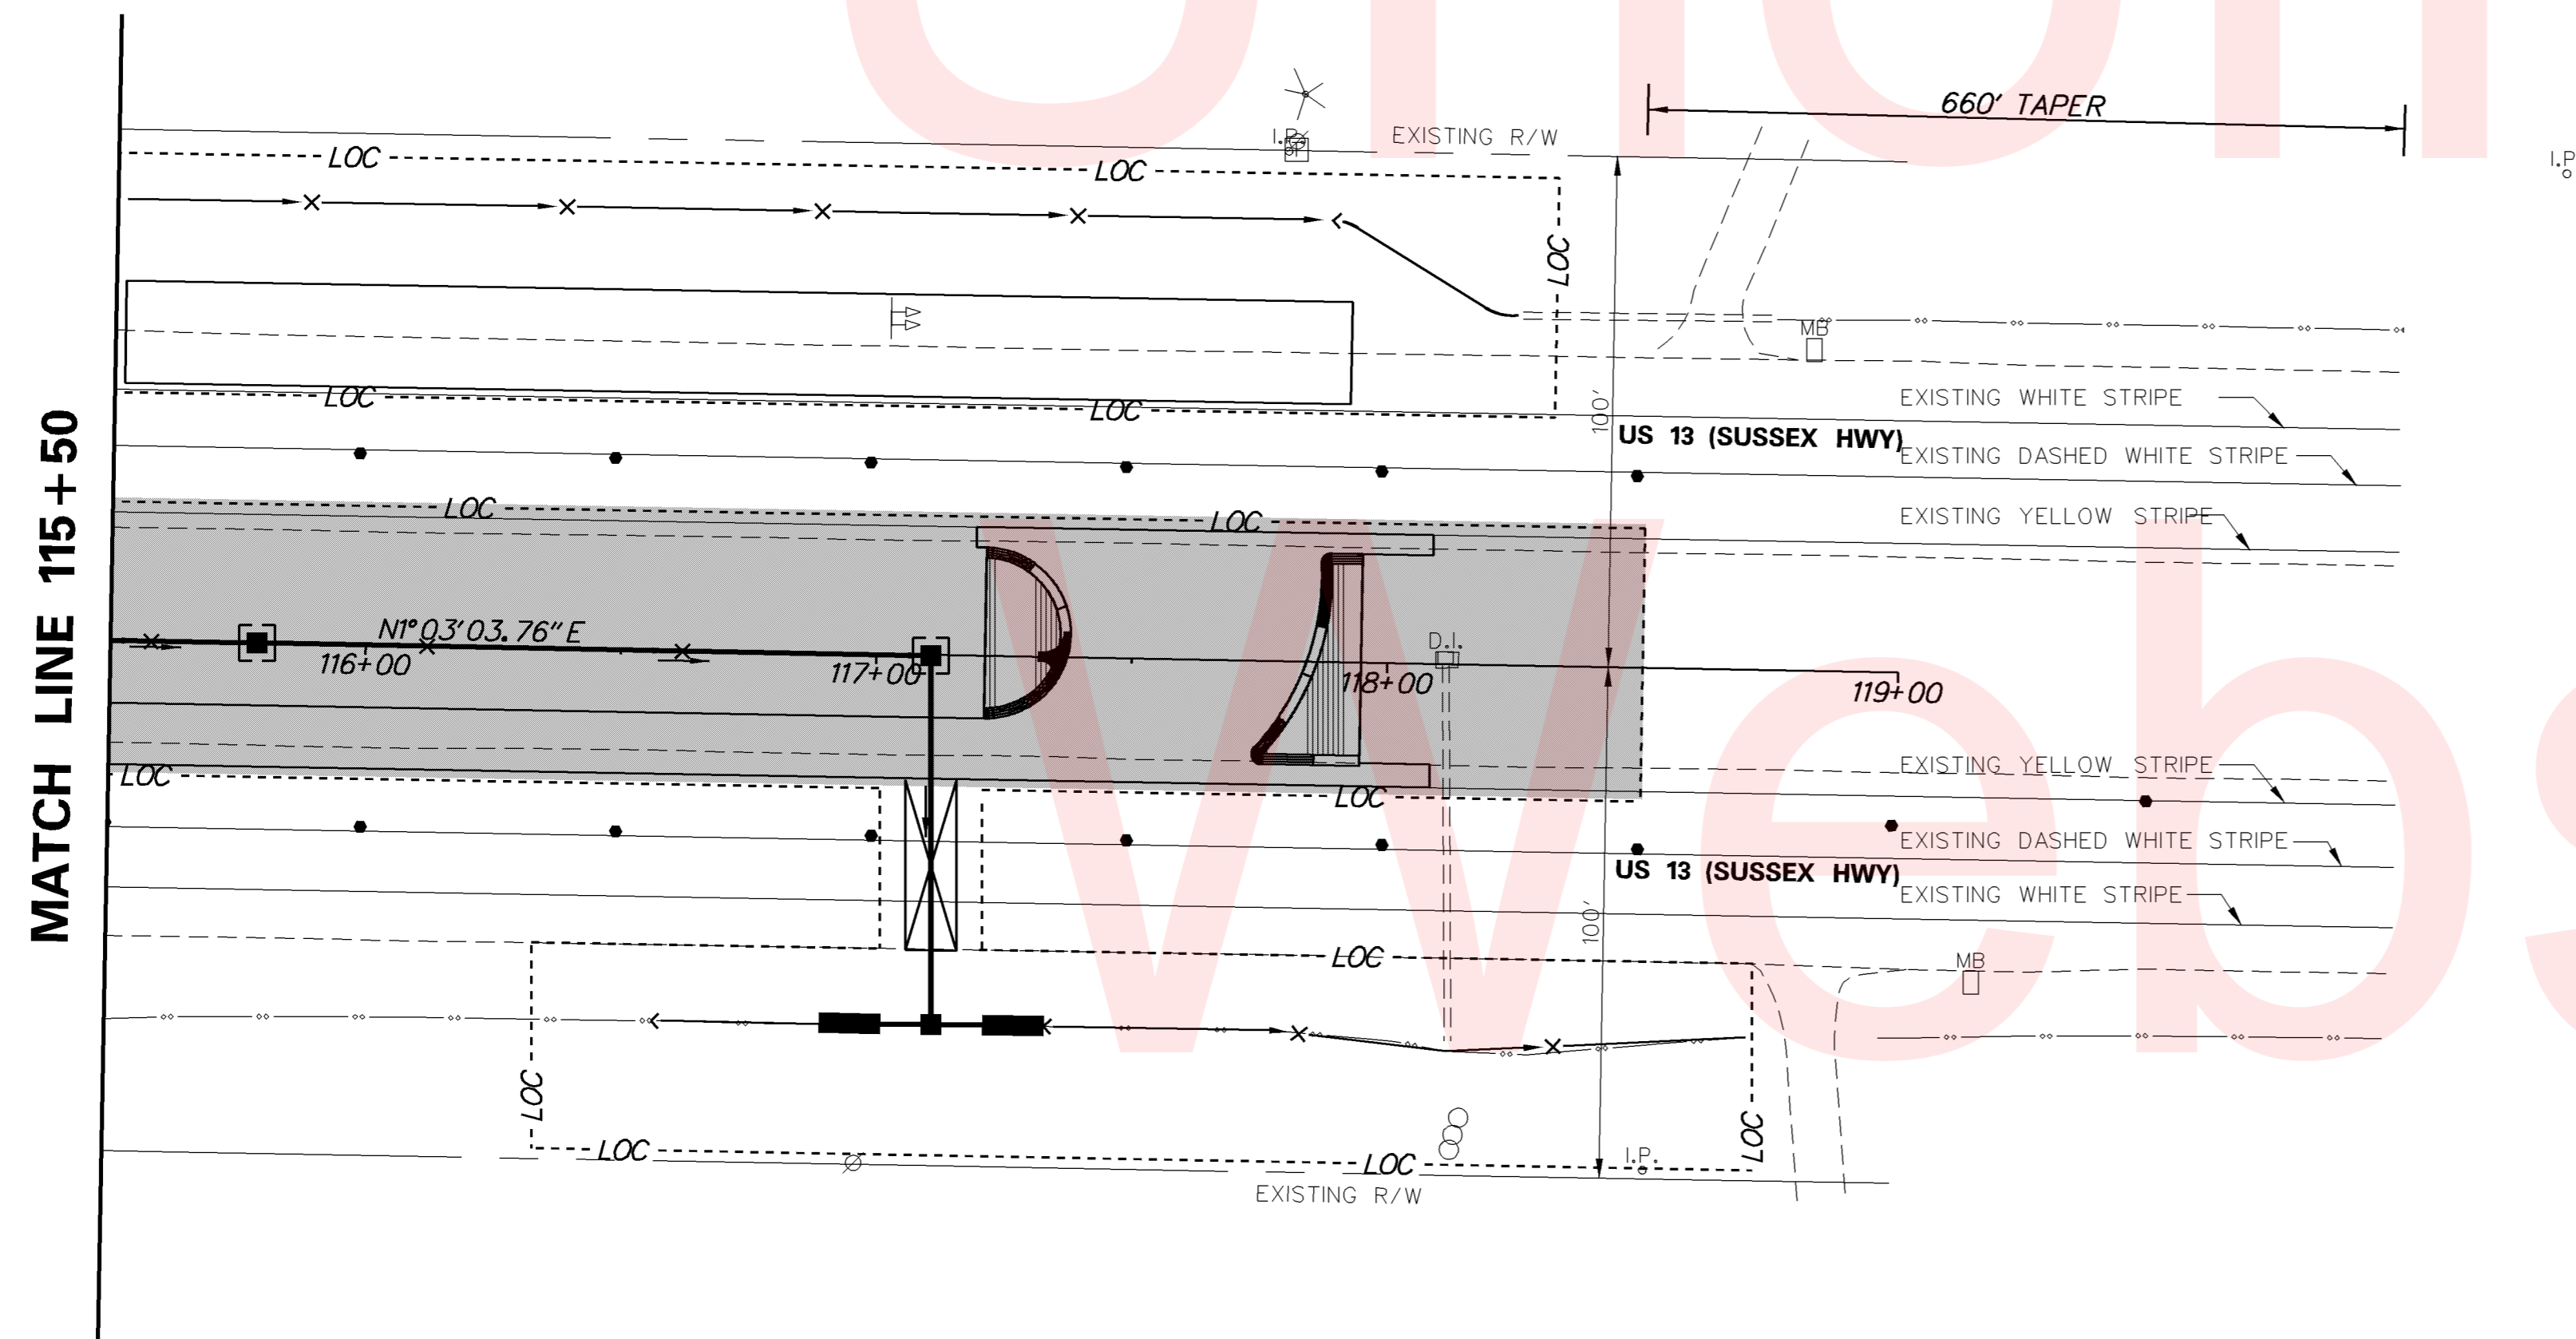 Union
Webs
660' TAPER
I.P.
EXISTING R/W
I.P
LOC
LOC
LOC
MB
EXISTING WHITE STRIPE
LOC
LOC
100'
US 13 (SUSSEX HWY)
EXISTING DASHED WHITE STRIPE
LOC
LOC
EXISTING YELLOW STRIPE
MATCH LINE 115+50
N1°03'03.76"E
D.I.
116+00
117+00
118+00
119+00
LOC
LOC
EXISTING YELLOW STRIPE
EXISTING DASHED WHITE STRIPE
US 13 (SUSSEX HWY)
EXISTING WHITE STRIPE
100'
LOC
MB
LOC
LOC
LOC
LOC
I.P.
EXISTING R/W